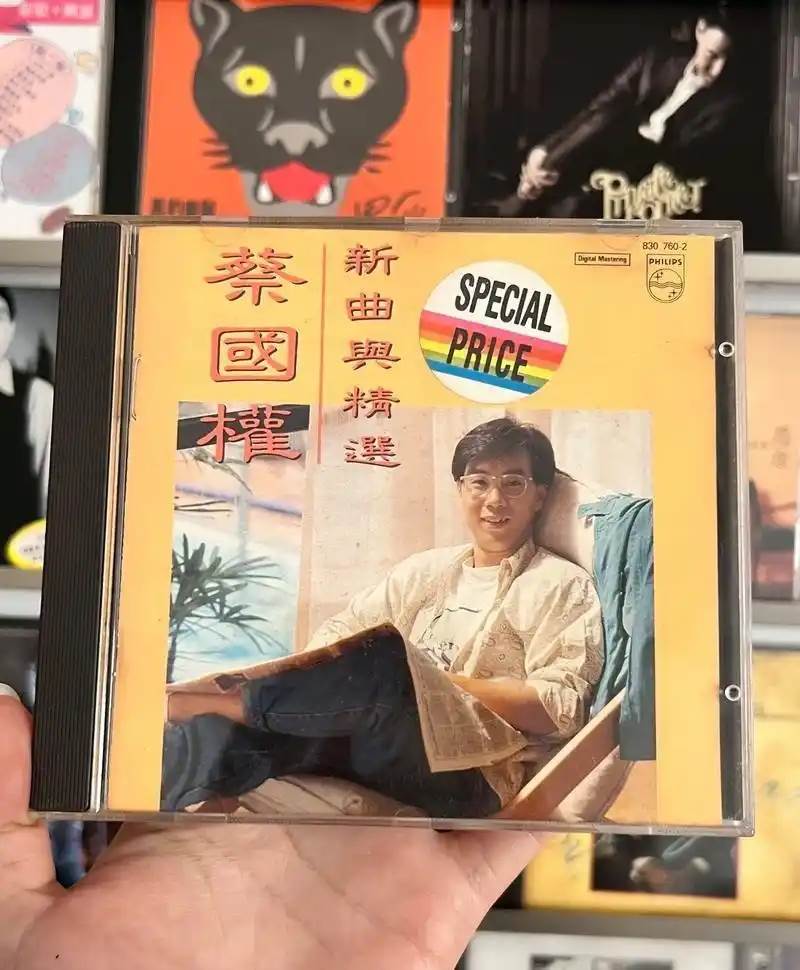 蔡國權
新曲與精選
SPECIAL
PRICE
Digital Mastering
830 760-2
PHILIPS